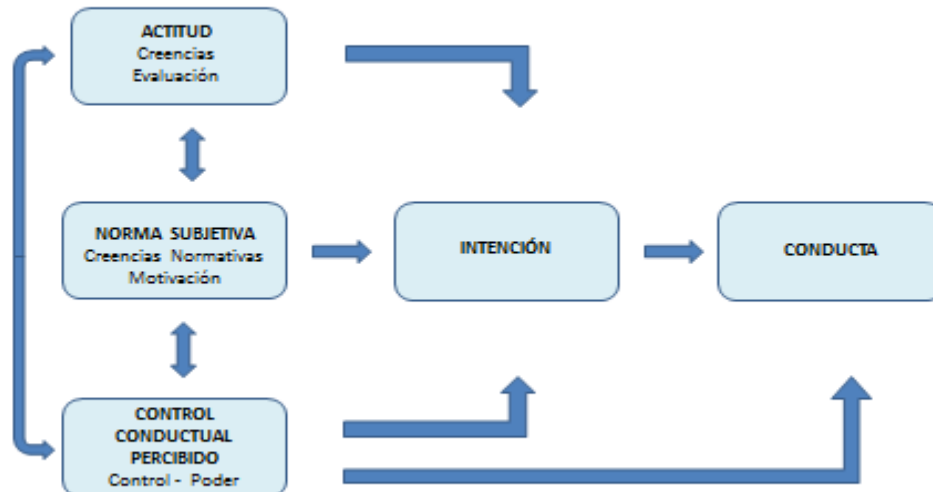 ACTITUD
Creencias
Evaluación
NORMA SUBJETIVA
Creencias Normativas
Motivación
INTENCIÓN
CONDUCTA
CONTROL
CONDUCTUAL
PERCIBIDO
Control - Poder